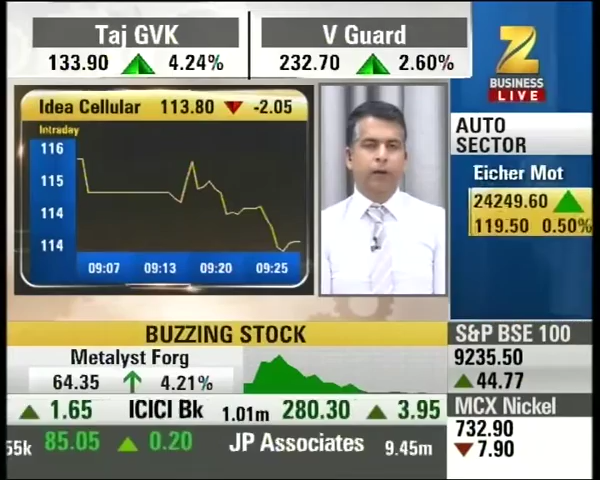 Taj GVK
133.90 4.24%
V Guard
232.70 2.60%
Z
BUSINESS
LIVE
Idea Cellular 113.80 -2.05
Intraday
116
115
114
114
09:07 09:13 09:20 09:25
AUTO
SECTOR
Eicher Mot
24249.60
119.50 0.50%
BUZZING STOCK
Metalyst Forg
64.35 4.21%
S&P BSE 100
9235.50
44.77
MCX Nickel
732.90
7.90
1.65 ICICI Bk 1.01m 280.30 3.95
55k 85.05 0.20 JP Associates 9.45m